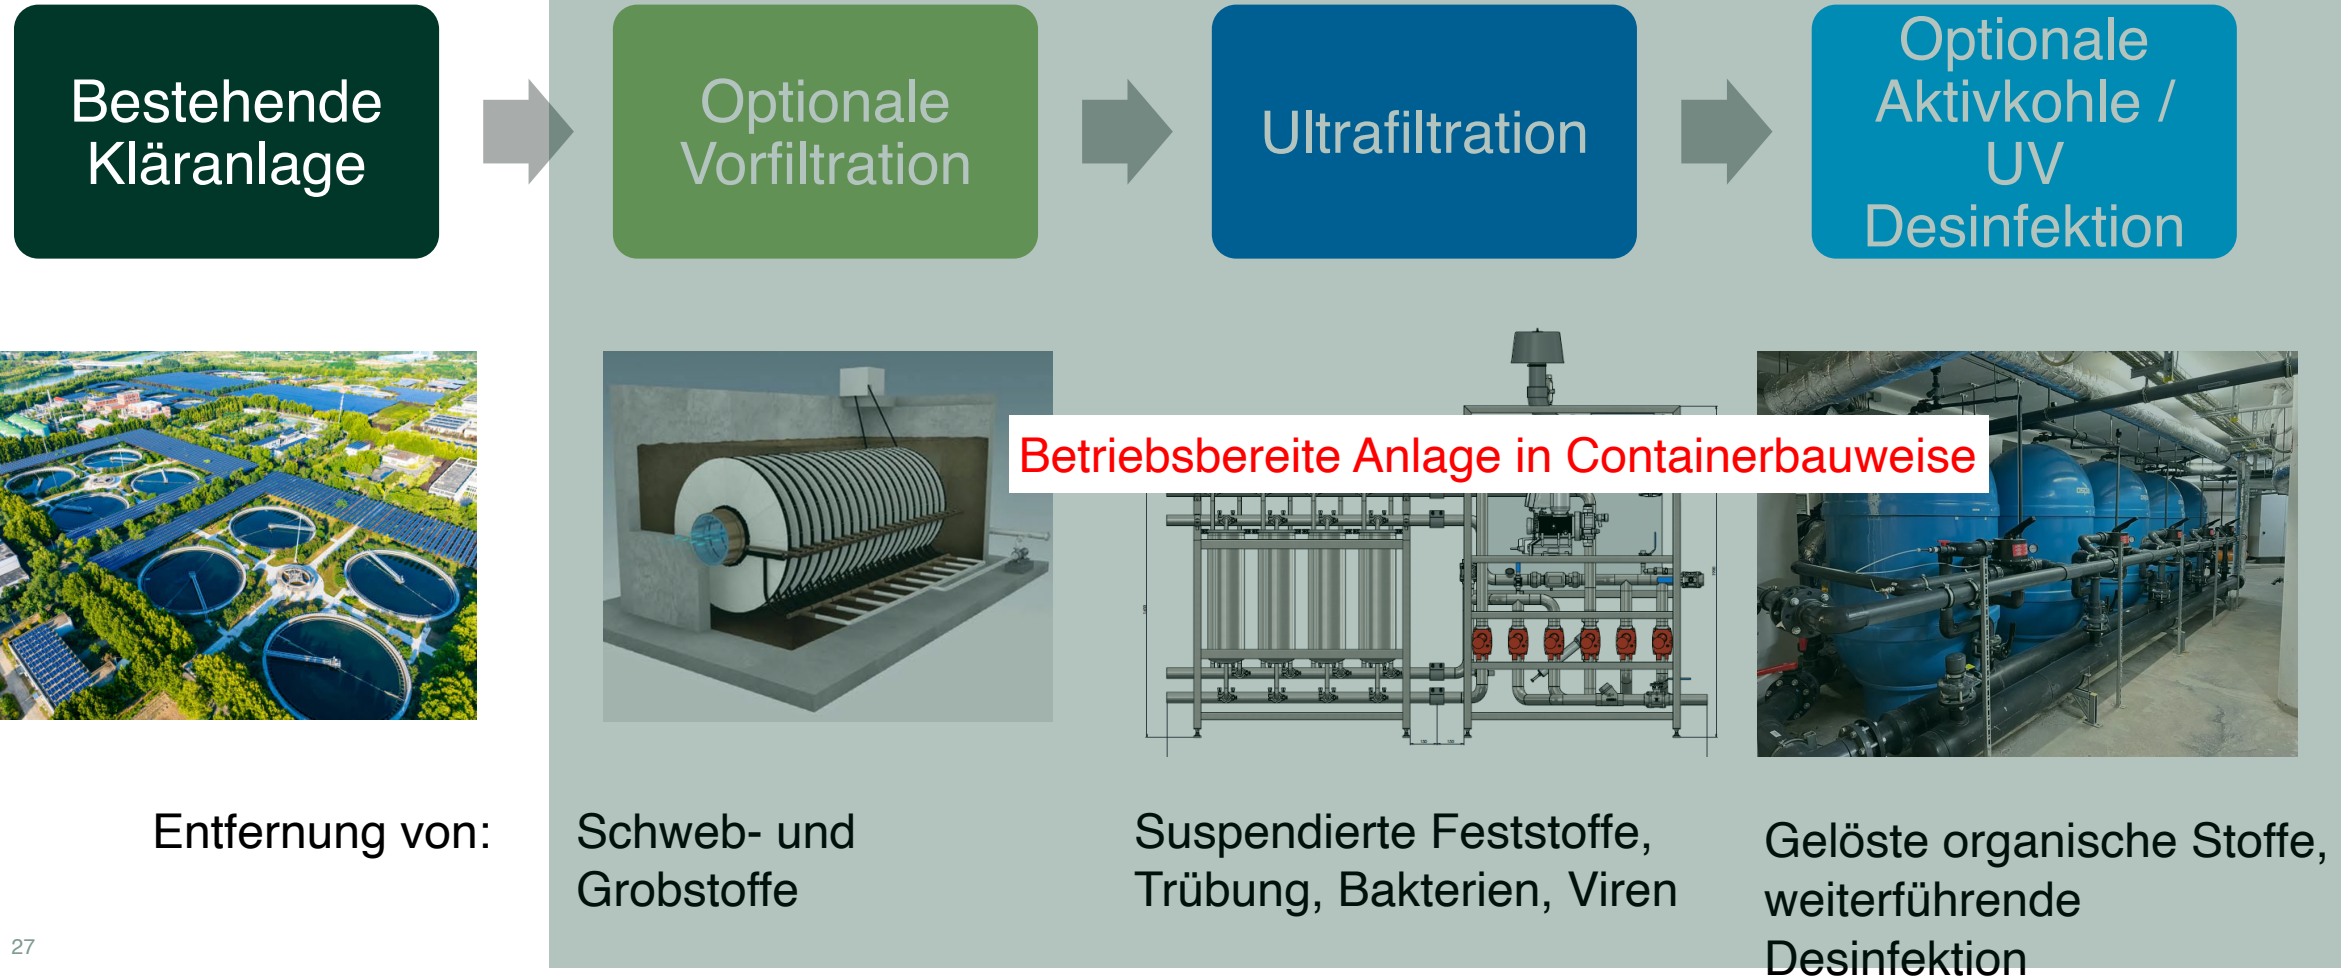 Bestehende
Kläranlage
Optionale
Vorfiltration
Ultrafiltration
Optionale
Aktivkohle /
UV
Desinfektion
Betriebsbereite Anlage in Containerbauweise
Entfernung von:
Schweb- und
Grobstoffe
Suspendierte Feststoffe,
Trübung, Bakterien, Viren
Gelöste organische Stoffe,
weiterführende
Desinfektion
27